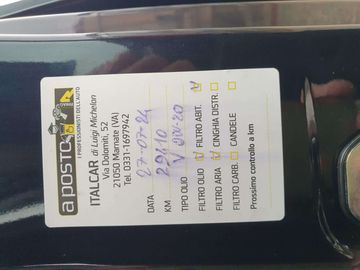 a posto
I PROFESSIONISTI DELL'AUTO
ITALCAR di Luigi Michelon
Via Dolomiti, 52
21050 Marnate (VA)
Tel. 0331-1697942
DATA 27-07-24
KM 29110
TIPO OLIO V 0W-20
FILTRO OLIO V FILTRO ABIT. V
FILTRO ARIA V CINGHIA DISTR.
FILTRO CARB. CANDELE
Prossimo controllo a km